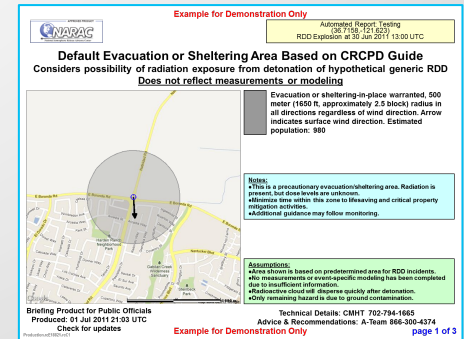 Example for Demonstration Only
NARAC
Automated Report: Testing
(36.7158,-121.623)
RDD Explosion at 30 Jun 2011 13:00 UTC
Default Evacuation or Sheltering Area Based on CRCPD Guide
Considers possibility of radiation exposure from detonation of hypothetical generic RDD
Does not reflect measurements or modeling
Evacuation or sheltering-in-place warranted, 500
meter (1650 ft, approximately 2.5 block) radius in
all directions regardless of wind direction. Arrow
indicates surface wind direction. Estimated
population: 980
Notes:
●This is a precautionary evacuation/sheltering area. Radiation is
present, but dose levels are unknown.
●Minimize time within this zone to lifesaving and critical property
mitigation activities.
●Additional guidance may follow monitoring.
Assumptions:
●Area shown is based on predetermined area for RDD incidents.
●No measurements or event-specific modeling has been completed
due to insufficient information.
●Radioactive cloud will disperse quickly after detonation.
●Only remaining hazard is due to ground contamination.
Briefing Product for Public Officials
Produced: 01 Jul 2011 21:03 UTC
Check for updates
Technical Details: CMHT 702-794-1665
Advice & Recommendations: A-Team 866-300-4374
Example for Demonstration Only
page 1 of 3